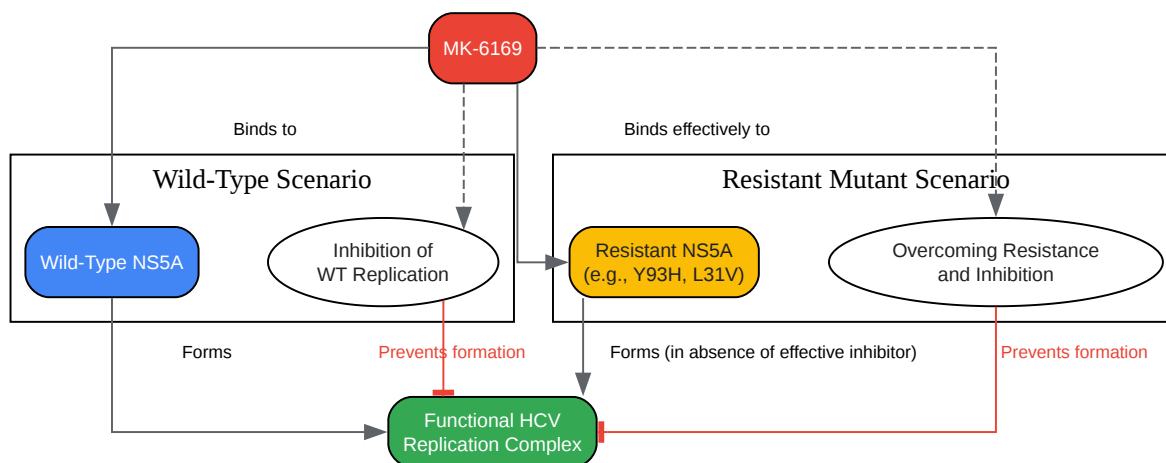 MK-6169
Binds to
Binds effectively to
Wild-Type Scenario
Resistant Mutant Scenario
Wild-Type NS5A
Inhibition of
WT Replication
Resistant NS5A
(e.g., Y93H, L31V)
Overcoming Resistance
and Inhibition
Forms
Prevents formation
Forms (in absence of effective inhibitor)
Prevents formation
Functional HCV
Replication Complex